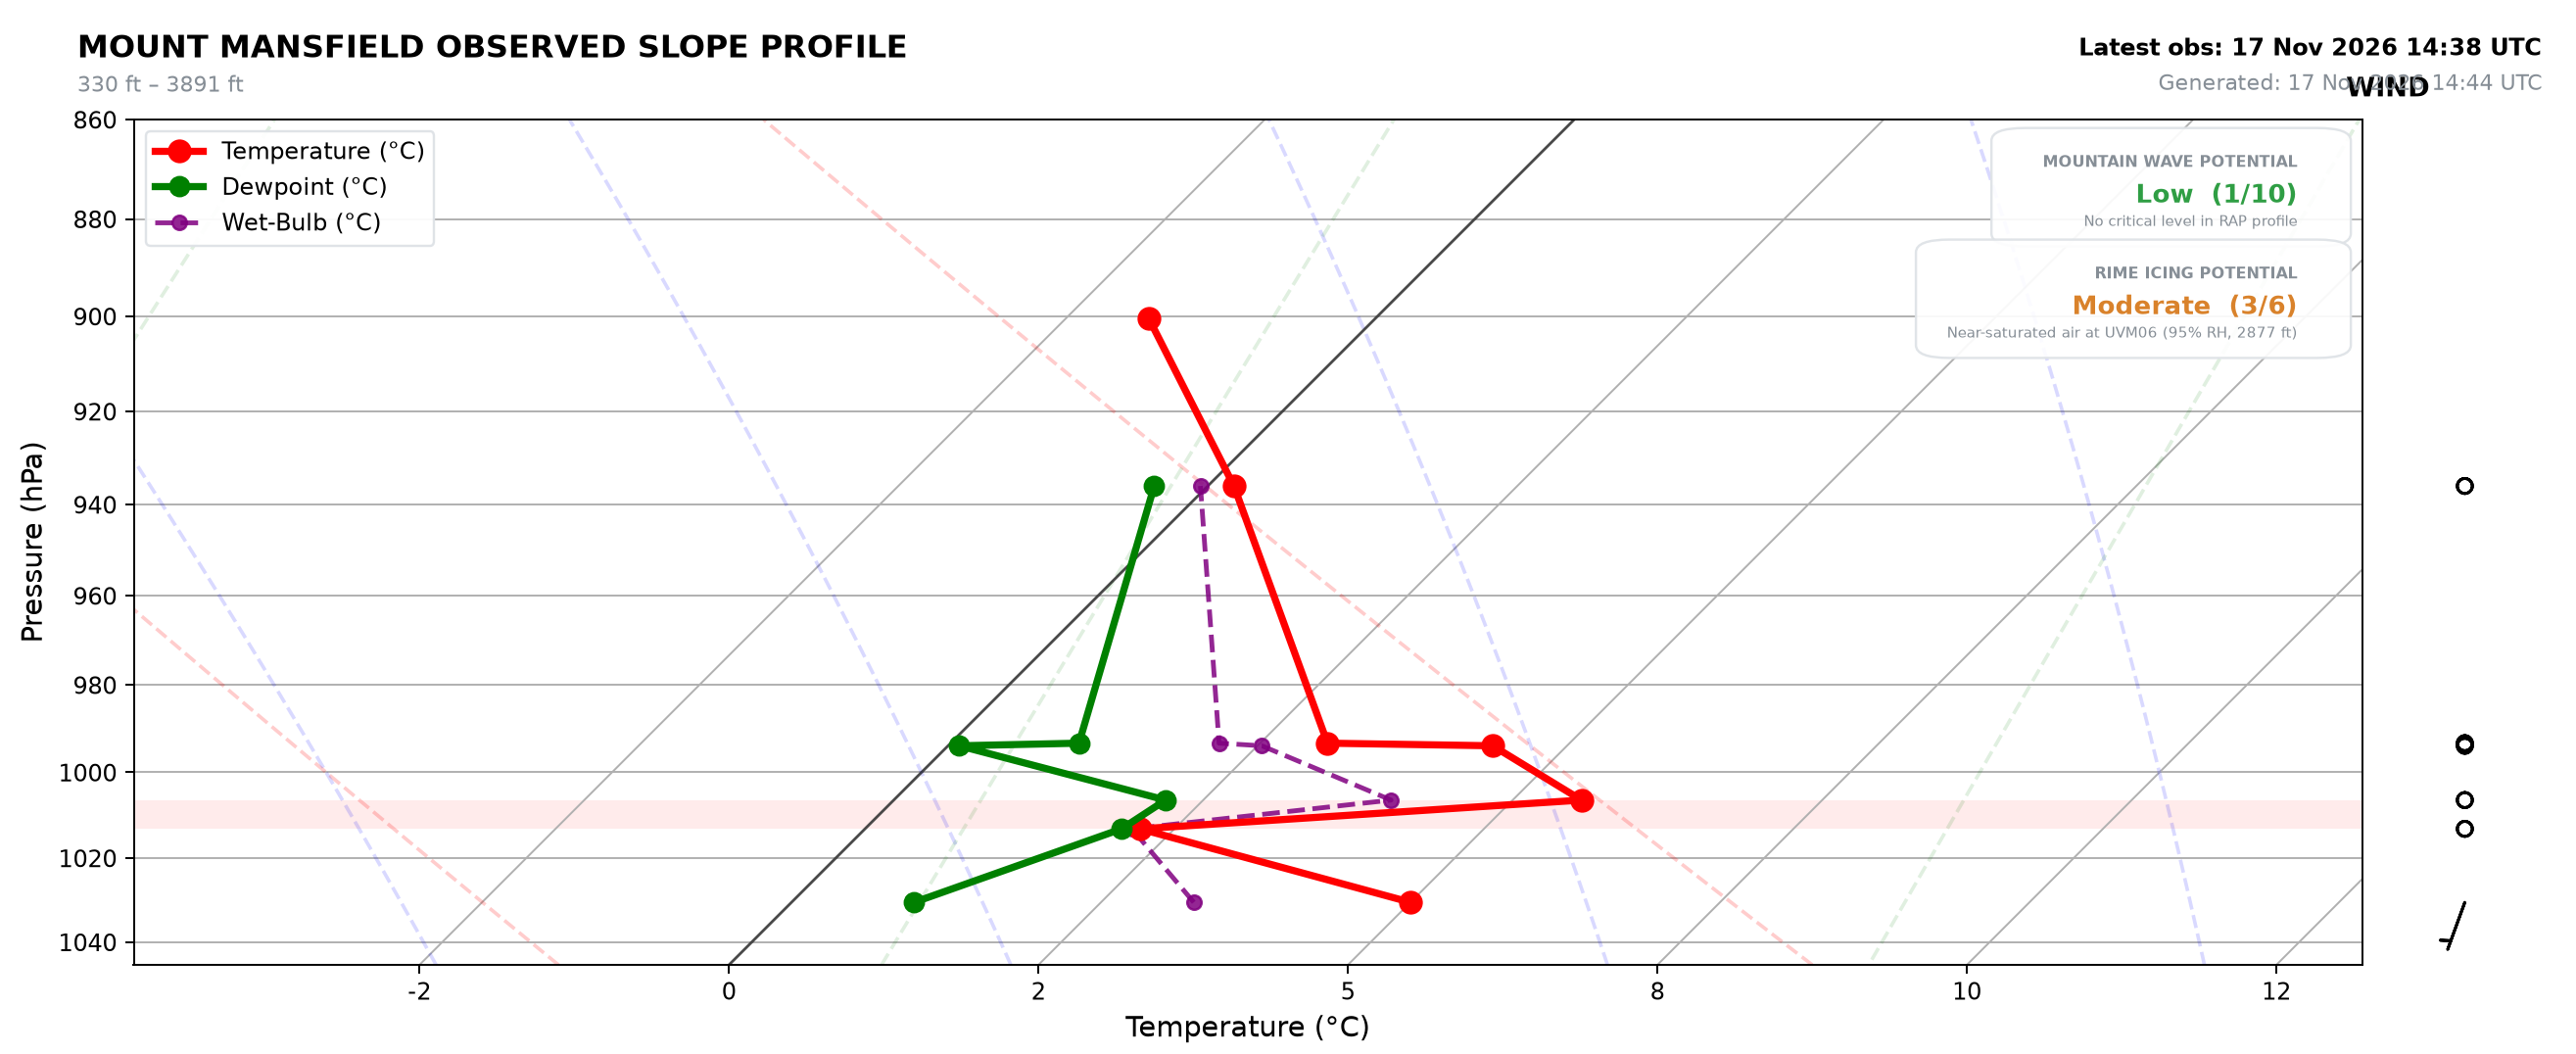 MOUNT MANSFIELD OBSERVED SLOPE PROFILE
330 ft – 3891 ft
Latest obs: 17 Nov 2026 14:38 UTC
Generated: 17 Nov 2026 14:44 UTC
WIND
Temperature (°C)
Dewpoint (°C)
Wet-Bulb (°C)
MOUNTAIN WAVE POTENTIAL
Low (1/10)
No critical level in RAP profile
RIME ICING POTENTIAL
Moderate (3/6)
Near-saturated air at UVM06 (95% RH, 2877 ft)
Pressure (hPa)
860
880
900
920
940
960
980
1000
1020
1040
-2 0 2 5 8 10 12
Temperature (°C)